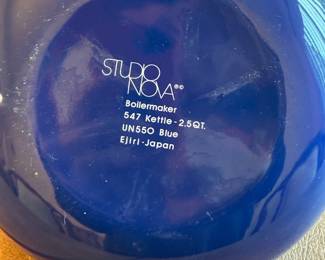 STUDIO
NOVA®©
Boilermaker
547 Kettle - 2.5QT.
UN550 Blue
Ejiri-Japan